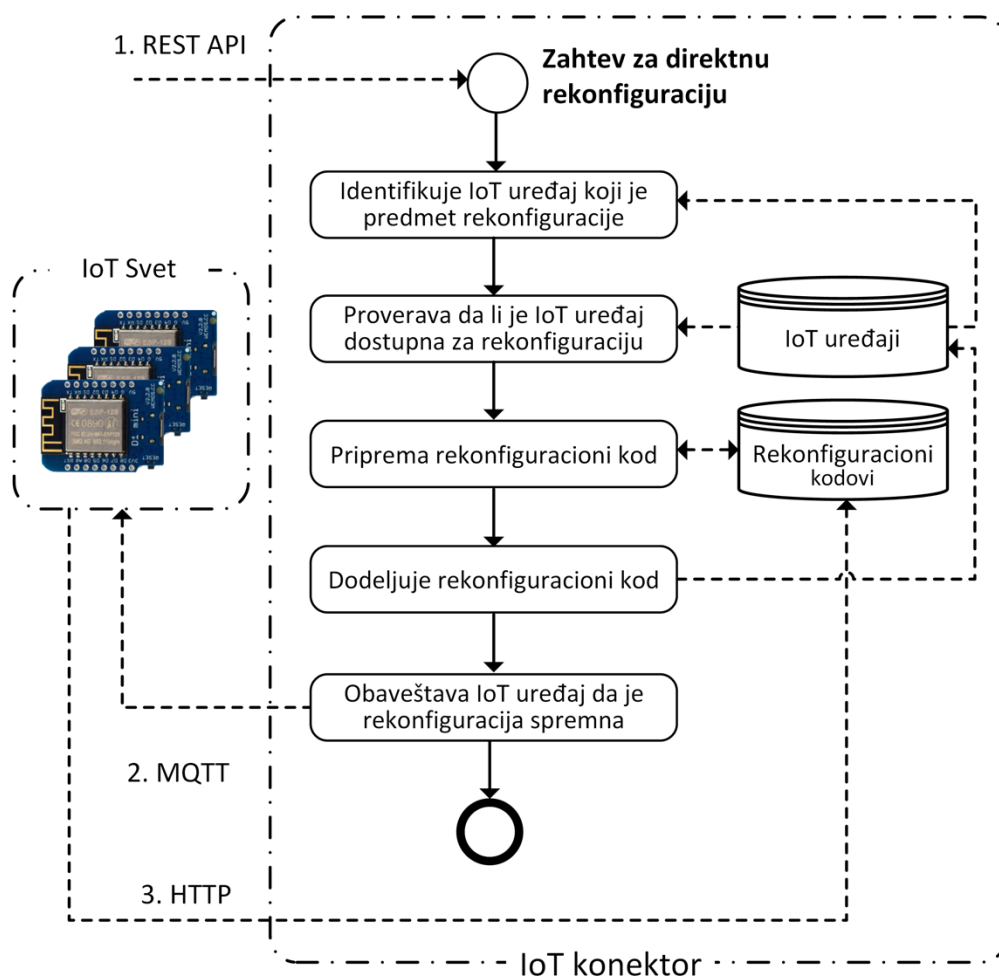 1. REST API
Zahtev za direktnu
rekonfiguraciju
Identifikuje IoT uređaj koji je
predmet rekonfiguracije
IoT Svet
Proverava da li je IoT uređaj
dostupna za rekonfiguraciju
IoT uređaji
Priprema rekonfiguracioni kod
Rekonfiguracioni
kodovi
Dodeljuje rekonfiguracioni kod
Obaveštava IoT uređaj da je
rekonfiguracija spremna
2. MQTT
3. HTTP
IoT konektor
D1 mini